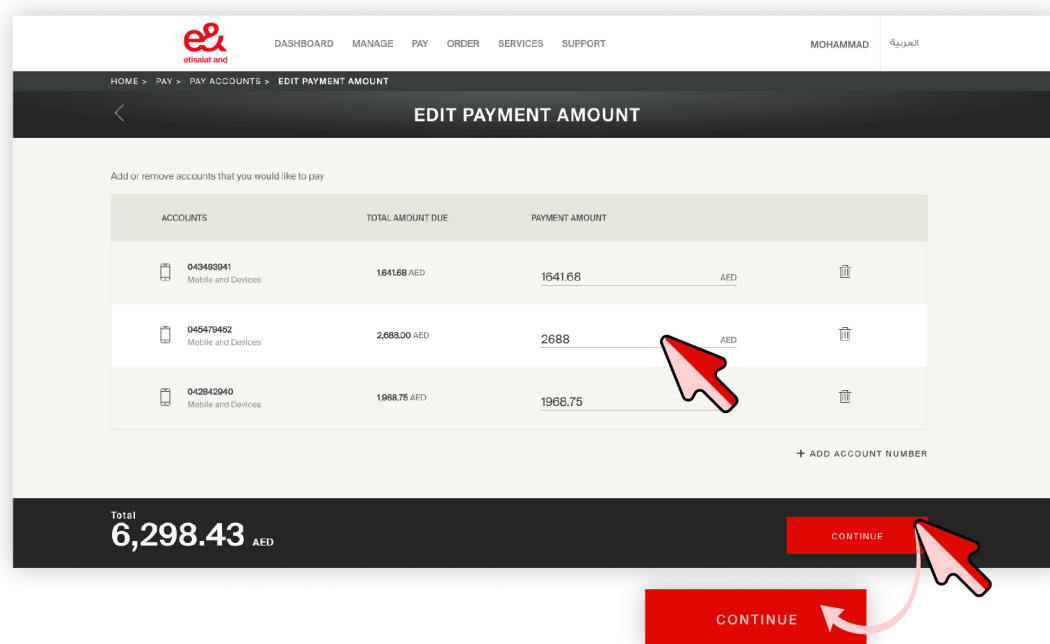 e&
etisalat and
DASHBOARD MANAGE PAY ORDER SERVICES SUPPORT
MOHAMMAD
العربية
HOME > PAY > PAY ACCOUNTS > EDIT PAYMENT AMOUNT
EDIT PAYMENT AMOUNT
Add or remove accounts that you would like to pay
ACCOUNTS TOTAL AMOUNT DUE PAYMENT AMOUNT
043493941
Mobile and Devices
1,641.68 AED
1641.68 AED
045479462
Mobile and Devices
2,688.00 AED
2688 AED
042842940
Mobile and Devices
1,968.75 AED
1968.75
+ ADD ACCOUNT NUMBER
Total
6,298.43 AED
CONTINUE
CONTINUE